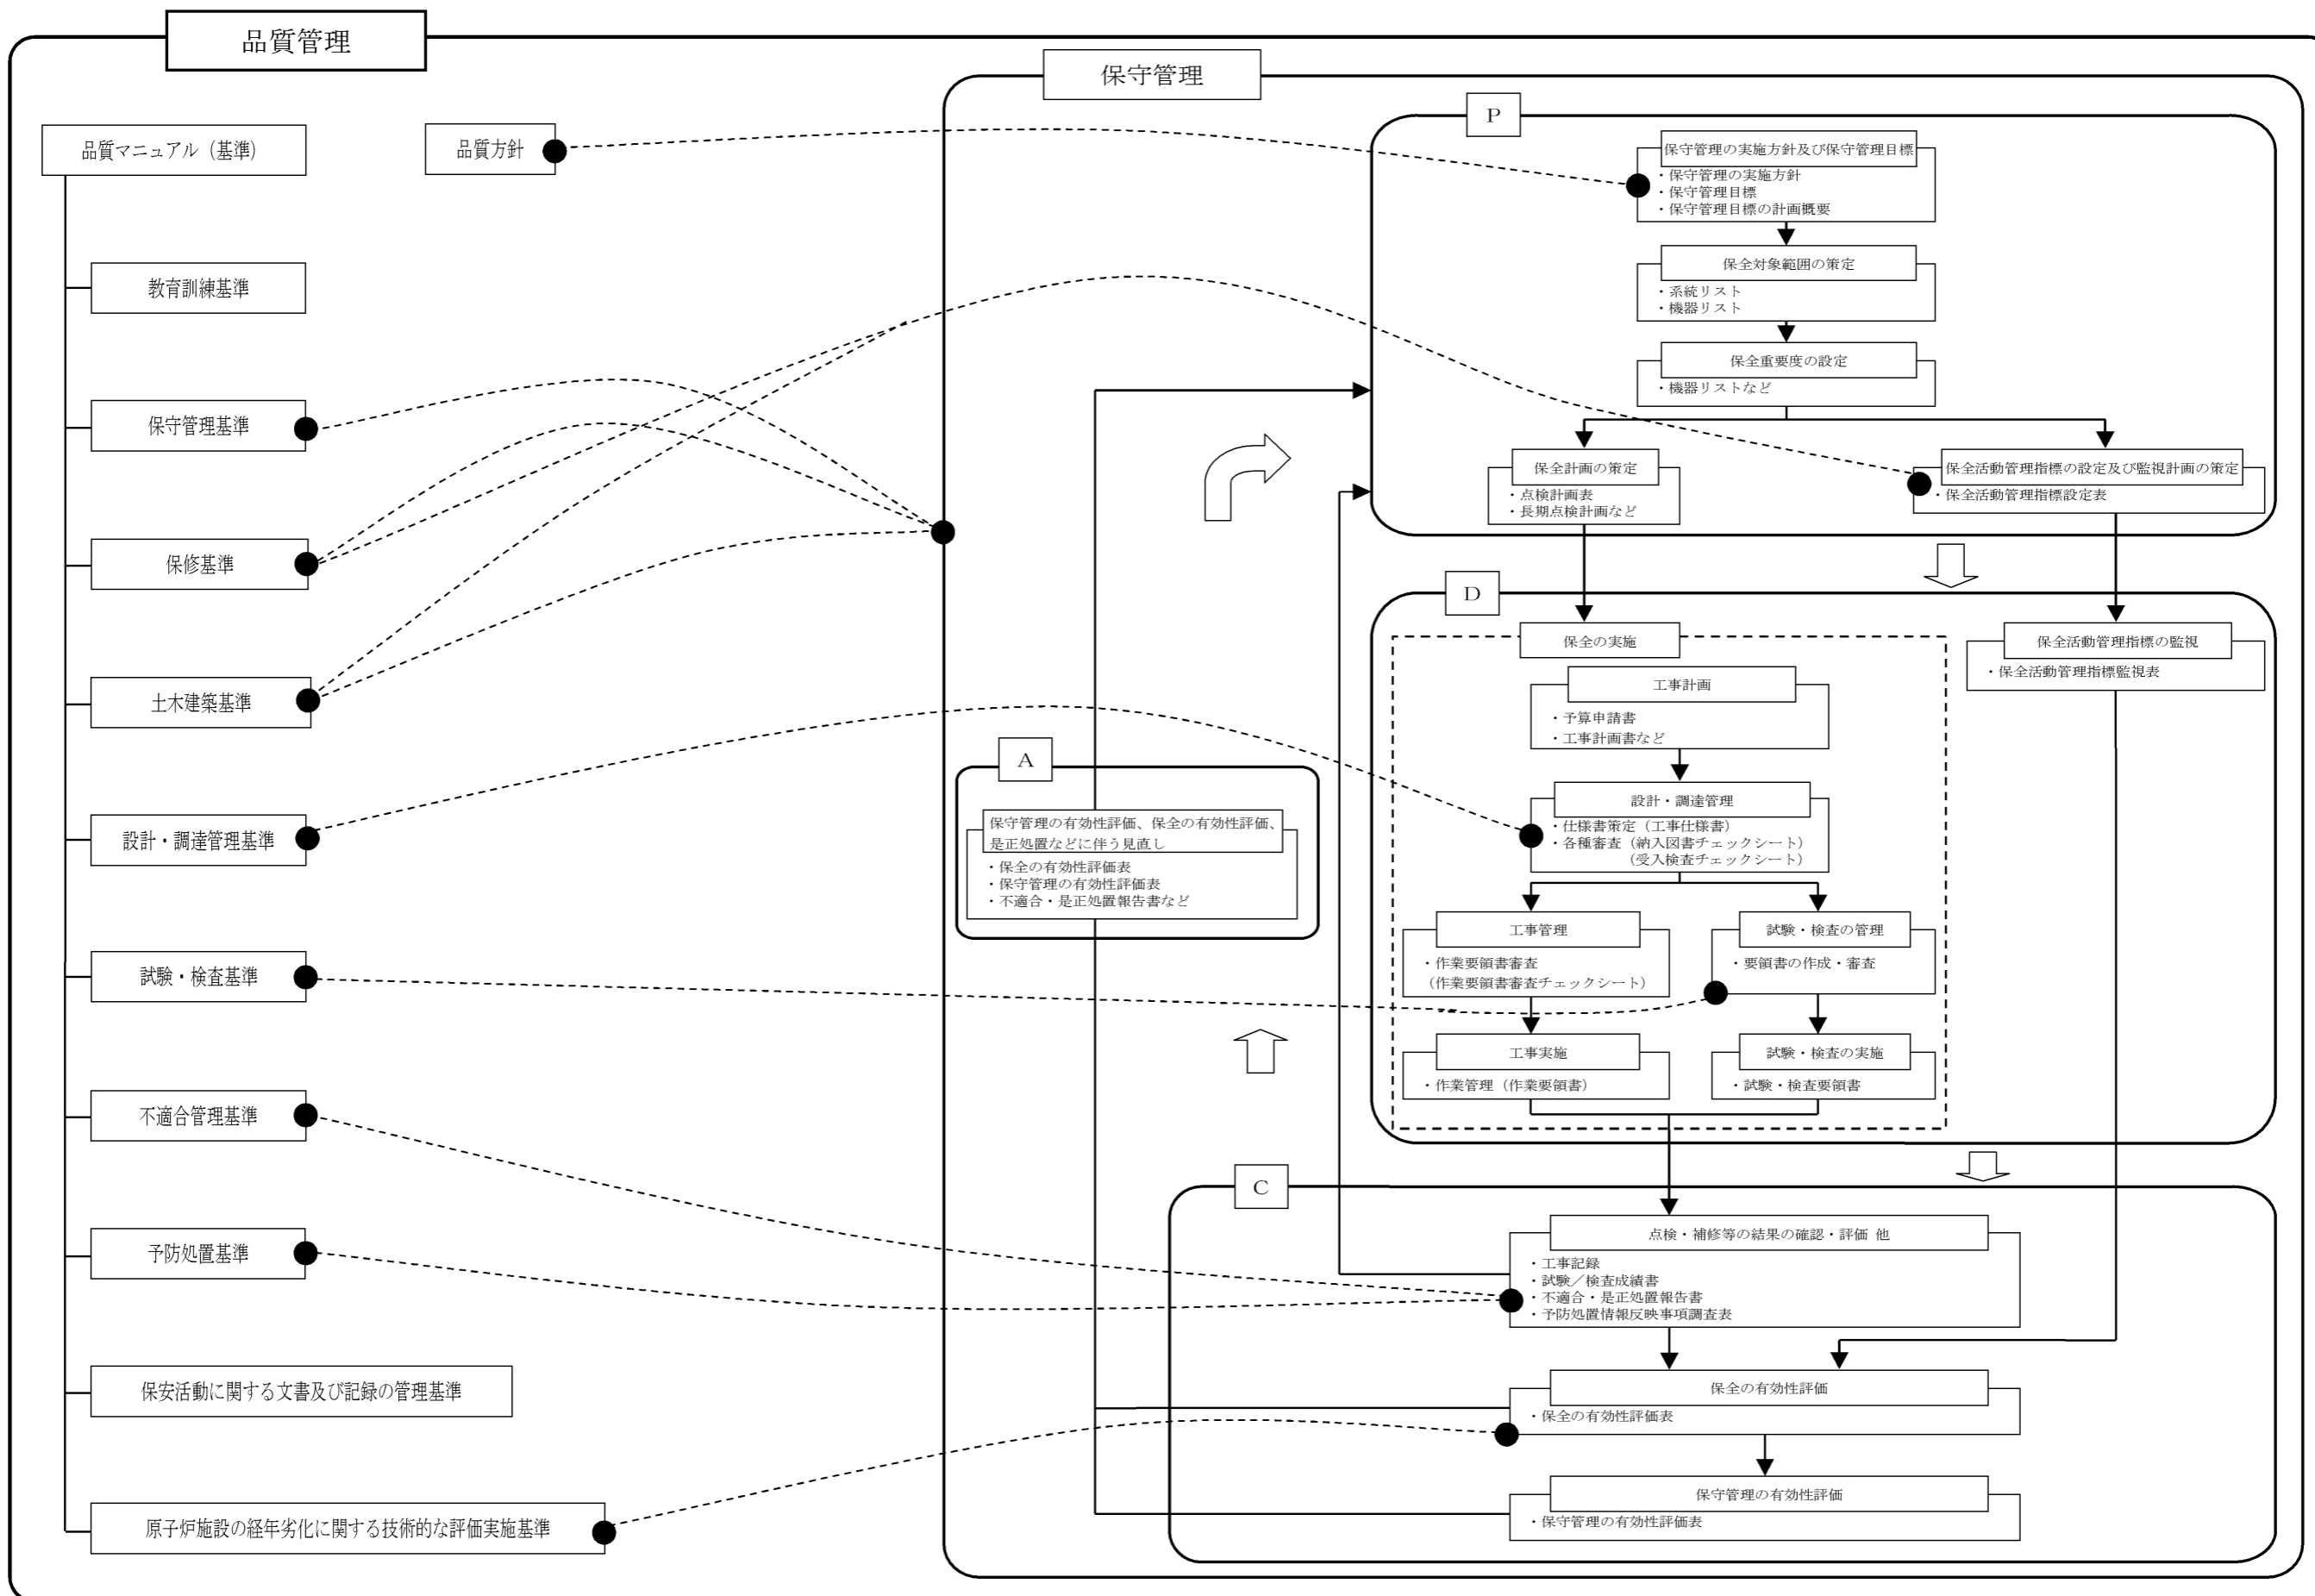 品質管理
品質マニュアル（基準）
品質方針
教育訓練基準
保守管理基準
保修基準
土木建築基準
設計・調達管理基準
試験・検査基準
不適合管理基準
予防処置基準
保安活動に関する文書及び記録の管理基準
原子炉施設の経年劣化に関する技術的な評価実施基準
保守管理
P
保守管理の実施方針及び保守管理目標
・保守管理の実施方針
・保守管理目標
・保守管理目標の計画概要
保全対象範囲の策定
・系統リスト
・機器リスト
保全重要度の設定
・機器リストなど
保全計画の策定
・点検計画表
・長期点検計画など
保全活動管理指標の設定及び監視計画の策定
・保全活動管理指標設定表
D
保全の実施
工事計画
・予算申請書
・工事計画書など
設計・調達管理
・仕様書策定（工事仕様書）
・各種審査（納入図書チェックシート）
（受入検査チェックシート）
工事管理
・作業要領書審査
（作業要領書審査チェックシート）
試験・検査の管理
・要領書の作成・審査
工事実施
・作業管理（作業要領書）
試験・検査の実施
・試験・検査要領書
保全活動管理指標の監視
・保全活動管理指標監視表
A
保守管理の有効性評価、保全の有効性評価、
是正処置などに伴う見直し
・保全の有効性評価表
・保守管理の有効性評価表
・不適合・是正処置報告書など
C
点検・補修等の結果の確認・評価 他
・工事記録
・試験／検査成績書
・不適合・是正処置報告書
・予防処置情報反映事項調査表
保全の有効性評価
・保全の有効性評価表
保守管理の有効性評価
・保守管理の有効性評価表